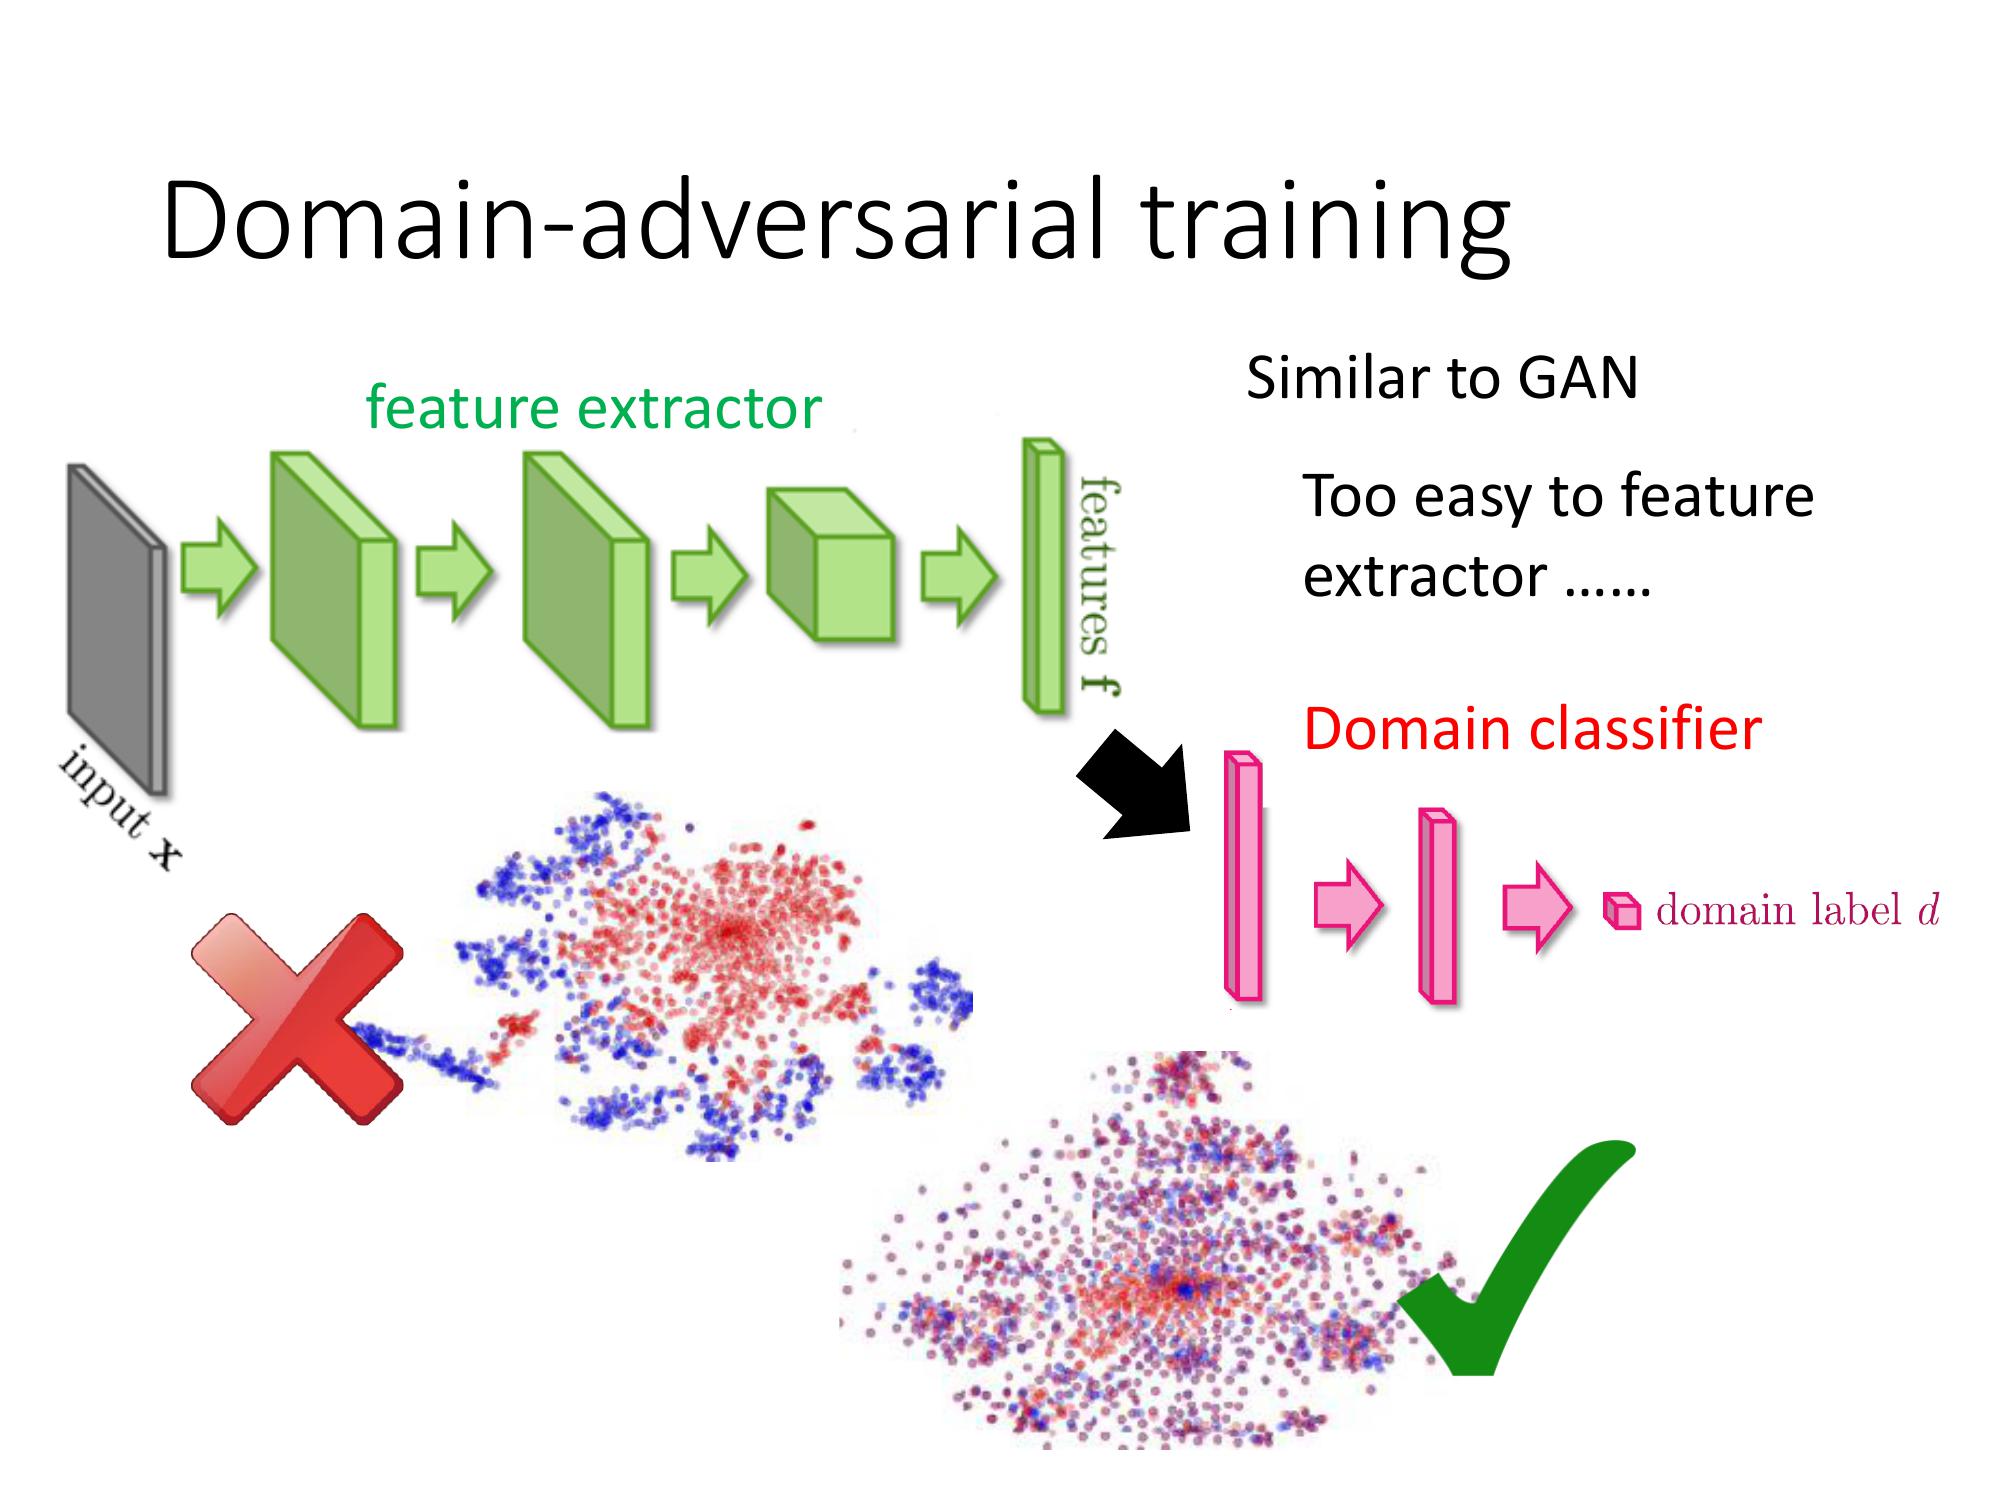 Domain-adversarial training
Similar to GAN
feature extractor
Too easy to feature
extractor ......
features f
input x
Domain classifier
domain label d